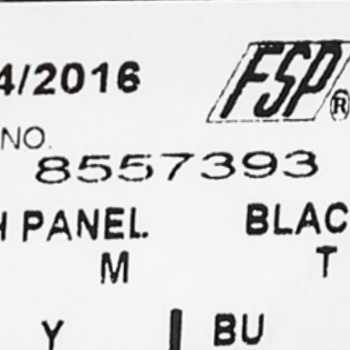 4/2016 FSP®
NO.
8557393
H PANEL. BLAC
M T
Y BU